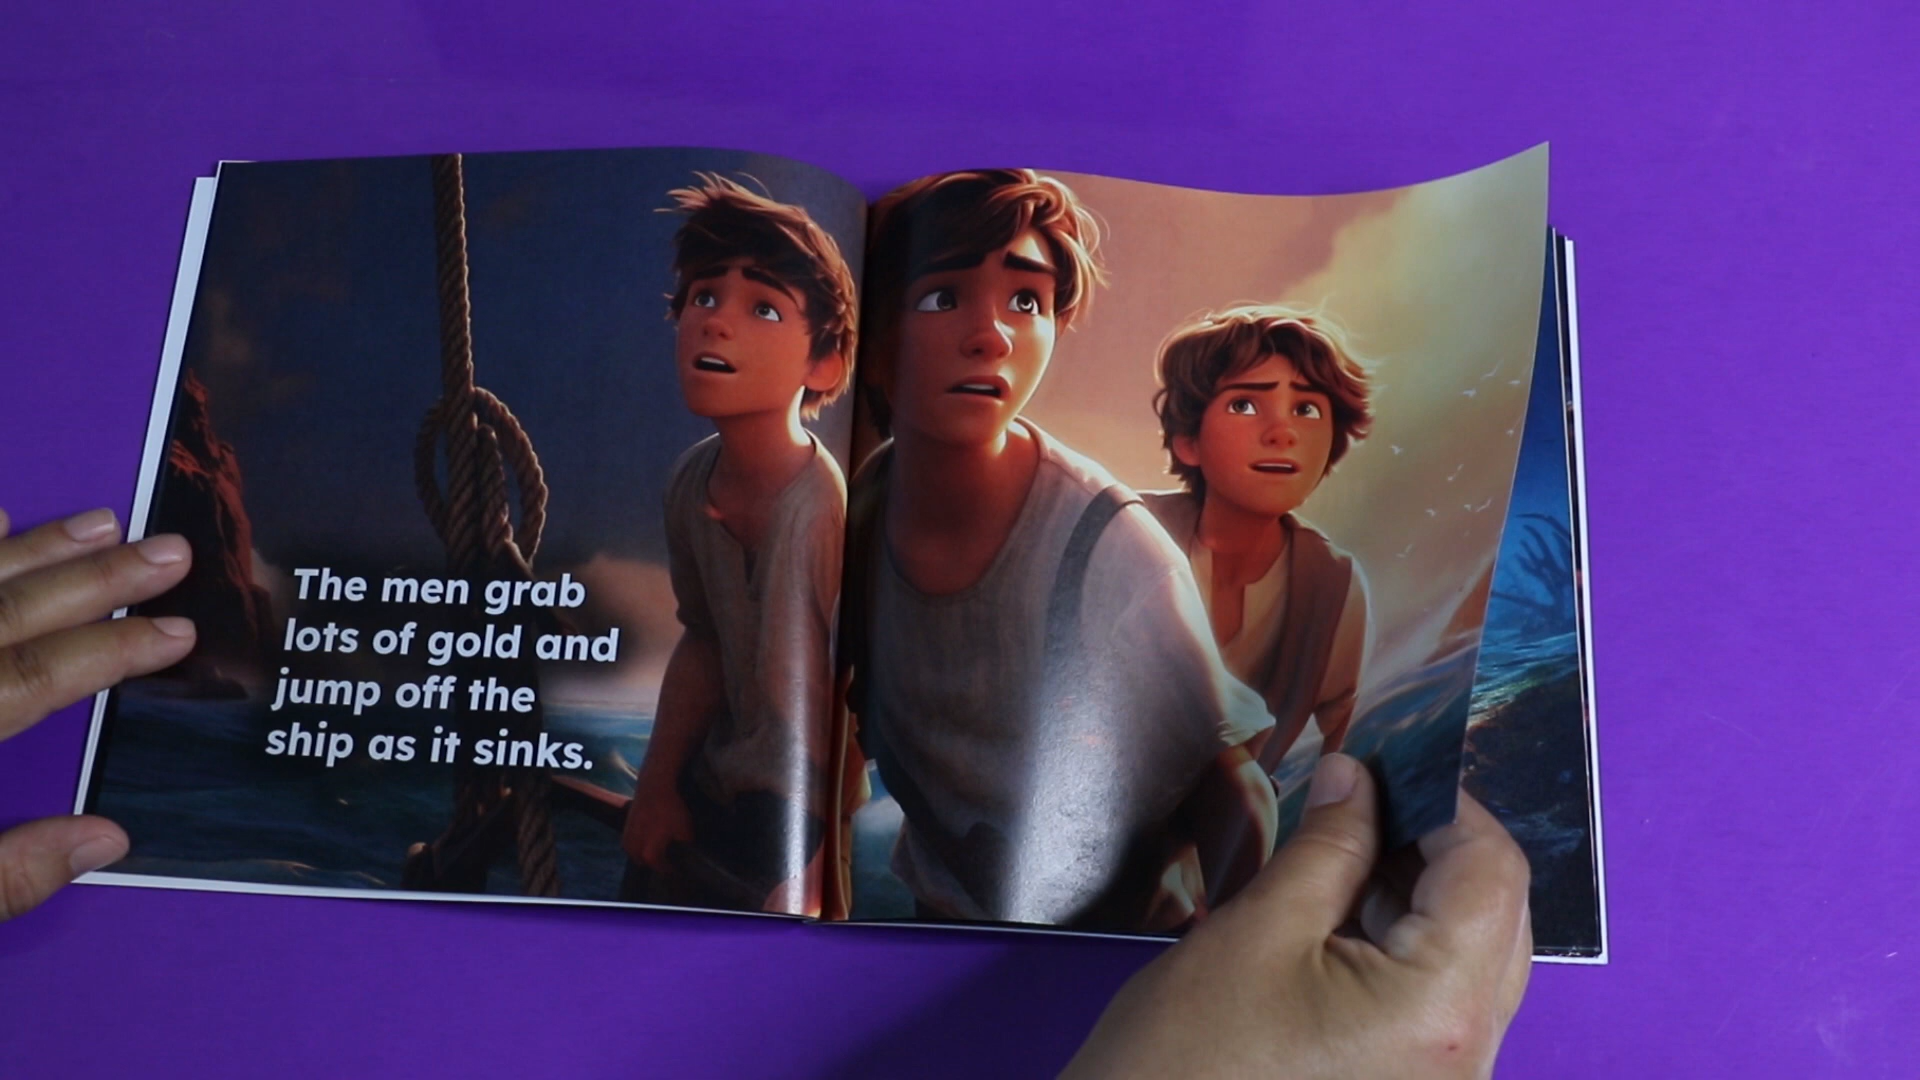 The men grab
lots of gold and
jump off the
ship as it sinks.